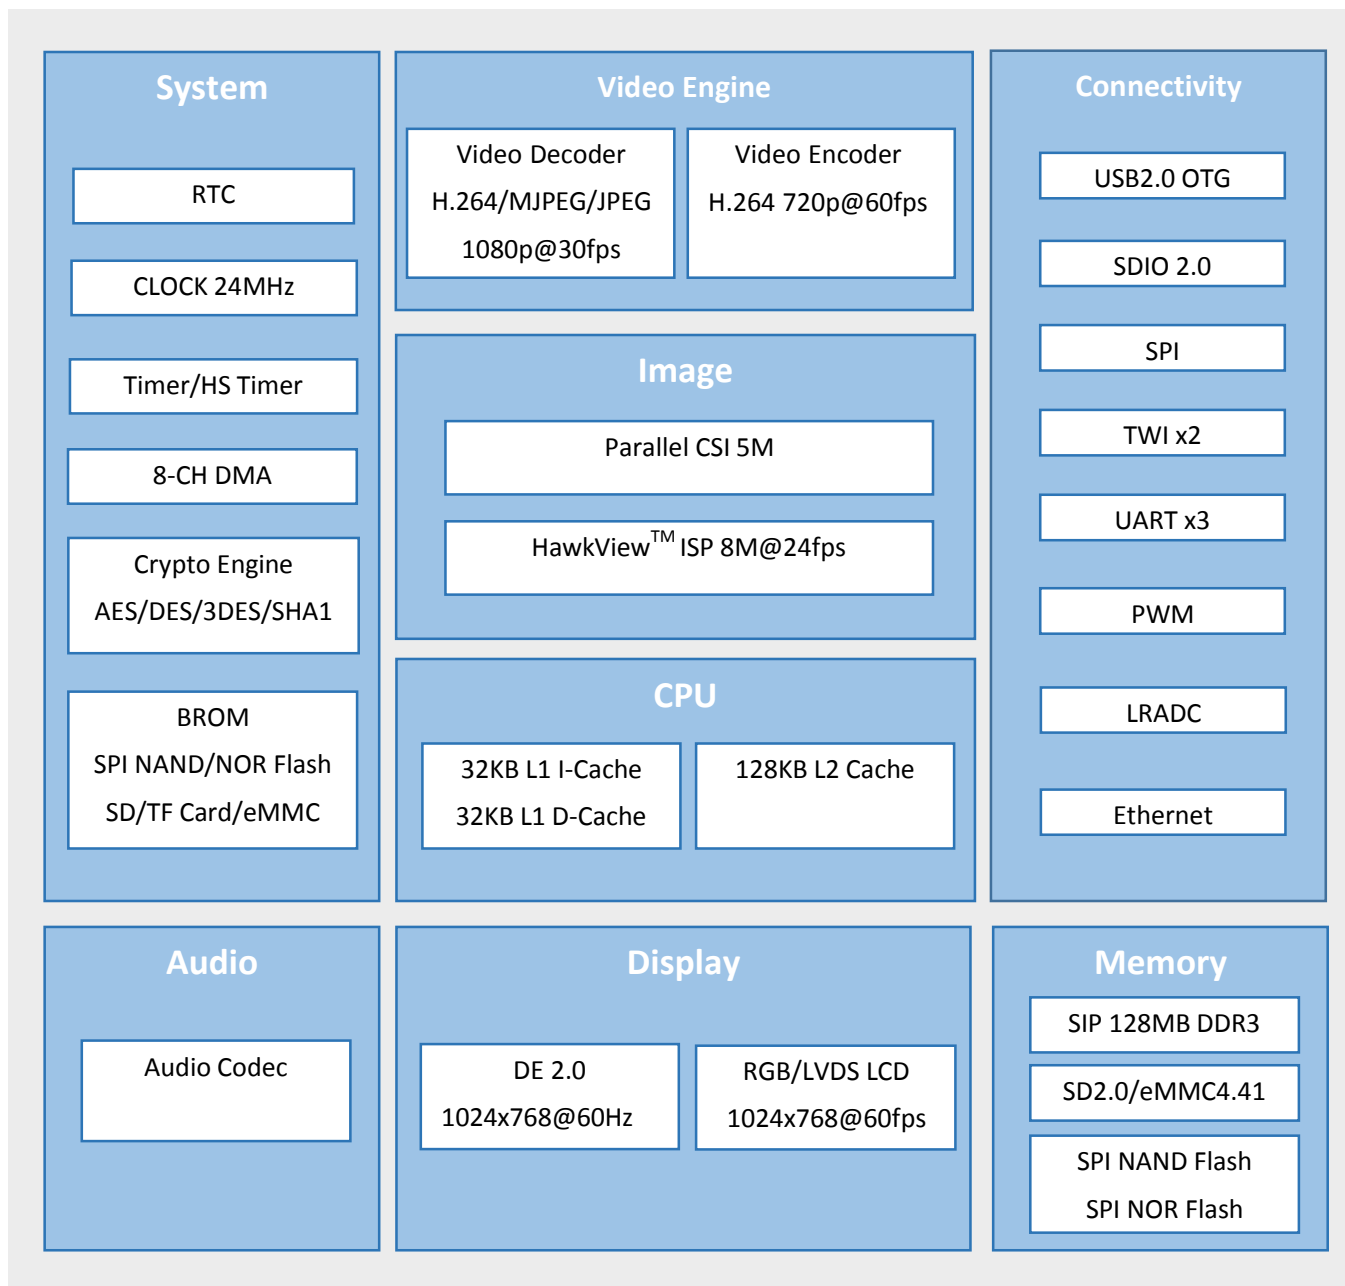 System
RTC
CLOCK 24MHz
Timer/HS Timer
8-CH DMA
Crypto Engine
AES/DES/3DES/SHA1
BROM
SPI NAND/NOR Flash
SD/TF Card/eMMC
Video Engine
Video Decoder
H.264/MJPEG/JPEG
1080p@30fps
Video Encoder
H.264 720p@60fps
Image
Parallel CSI 5M
HawkView™ ISP 8M@24fps
CPU
32KB L1 I-Cache
32KB L1 D-Cache
128KB L2 Cache
Connectivity
USB2.0 OTG
SDIO 2.0
SPI
TWI x2
UART x3
PWM
LRADC
Ethernet
Audio
Audio Codec
Display
DE 2.0
1024x768@60Hz
RGB/LVDS LCD
1024x768@60fps
Memory
SIP 128MB DDR3
SD2.0/eMMC4.41
SPI NAND Flash
SPI NOR Flash